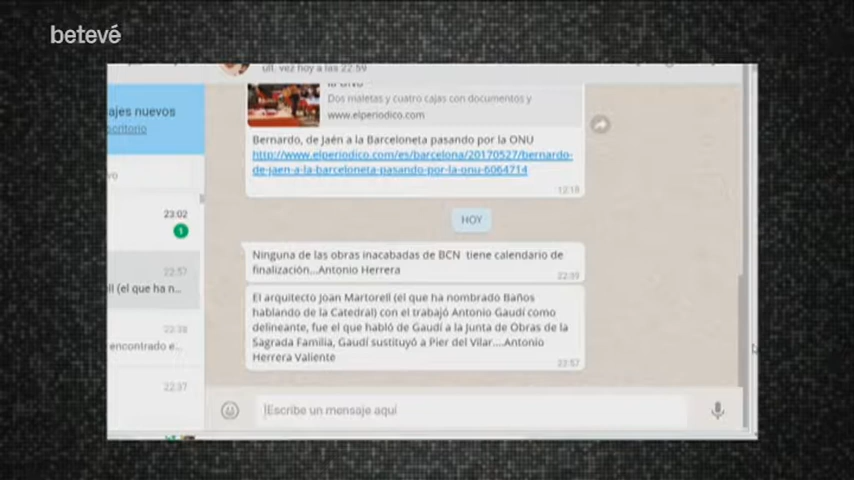 betevé
últ. vez hoy a las 22:59
ajes nuevos
scritorio
Dos maletas y cuatro cajas con documentos y
www.elperiodico.com
Bernardo, de Jaén a la Barceloneta pasando por la ONU
http://www.elperiodico.com/es/barcelona/20170527/bernardo-
de-jaen-a-la-barceloneta-pasando-por-la-onu-6064714
12:18
23:02
1
HOY
Ninguna de las obras inacabadas de BCN tiene calendario de
finalización...Antonio Herrera
22:39
22:57
ll (el que ha n...
El arquitecto Joan Martorell (el que ha nombrado Baños
hablando de la Catedral) con el trabajó Antonio Gaudí como
delineante, fue el que habló de Gaudí a la Junta de Obras de la
Sagrada Familia, Gaudí sustituyó a Pier del Vilar....Antonio
Herrera Valiente
22:57
22:38
encontrado e...
22:37
Escribe un mensaje aquí